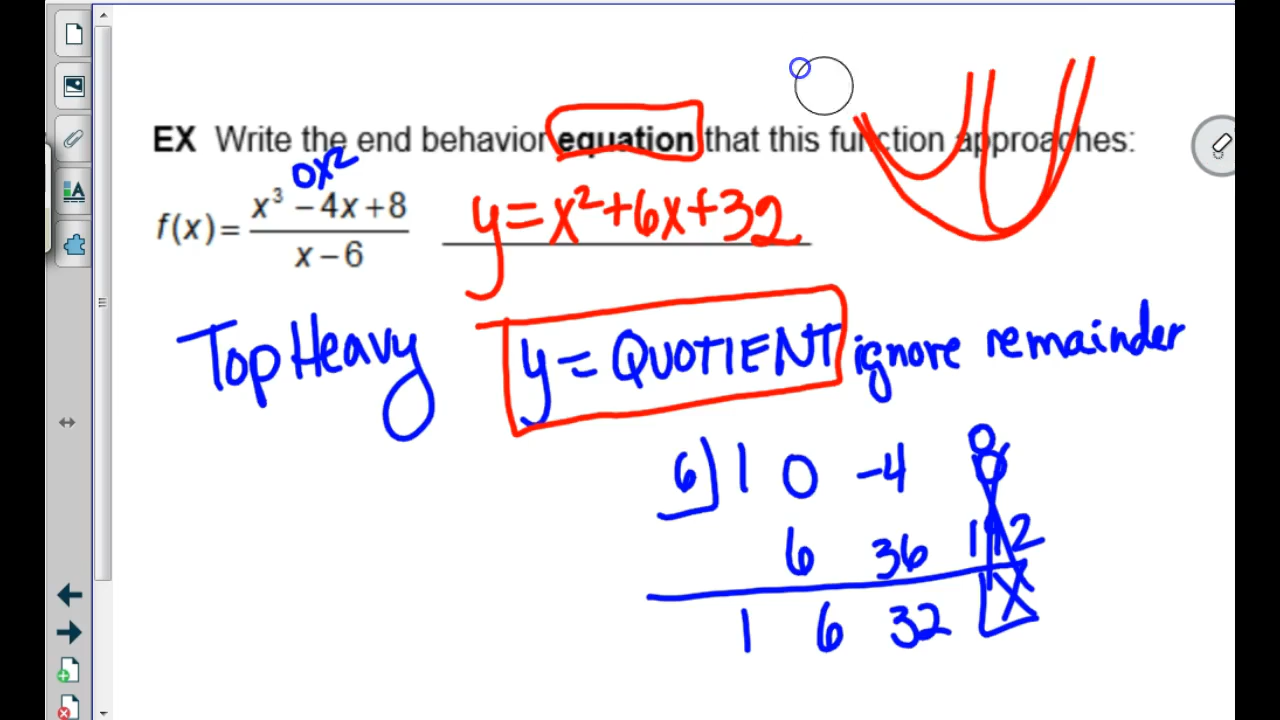 EX Write the end behavior equation that this function approaches:
0x²
f(x) = (x³ − 4x + 8)/(x − 6)
y = x² + 6x + 32
Top Heavy
y = QUOTIENT ignore remainder
6 1 0 -4 8
6 36 192
1 6 32 X